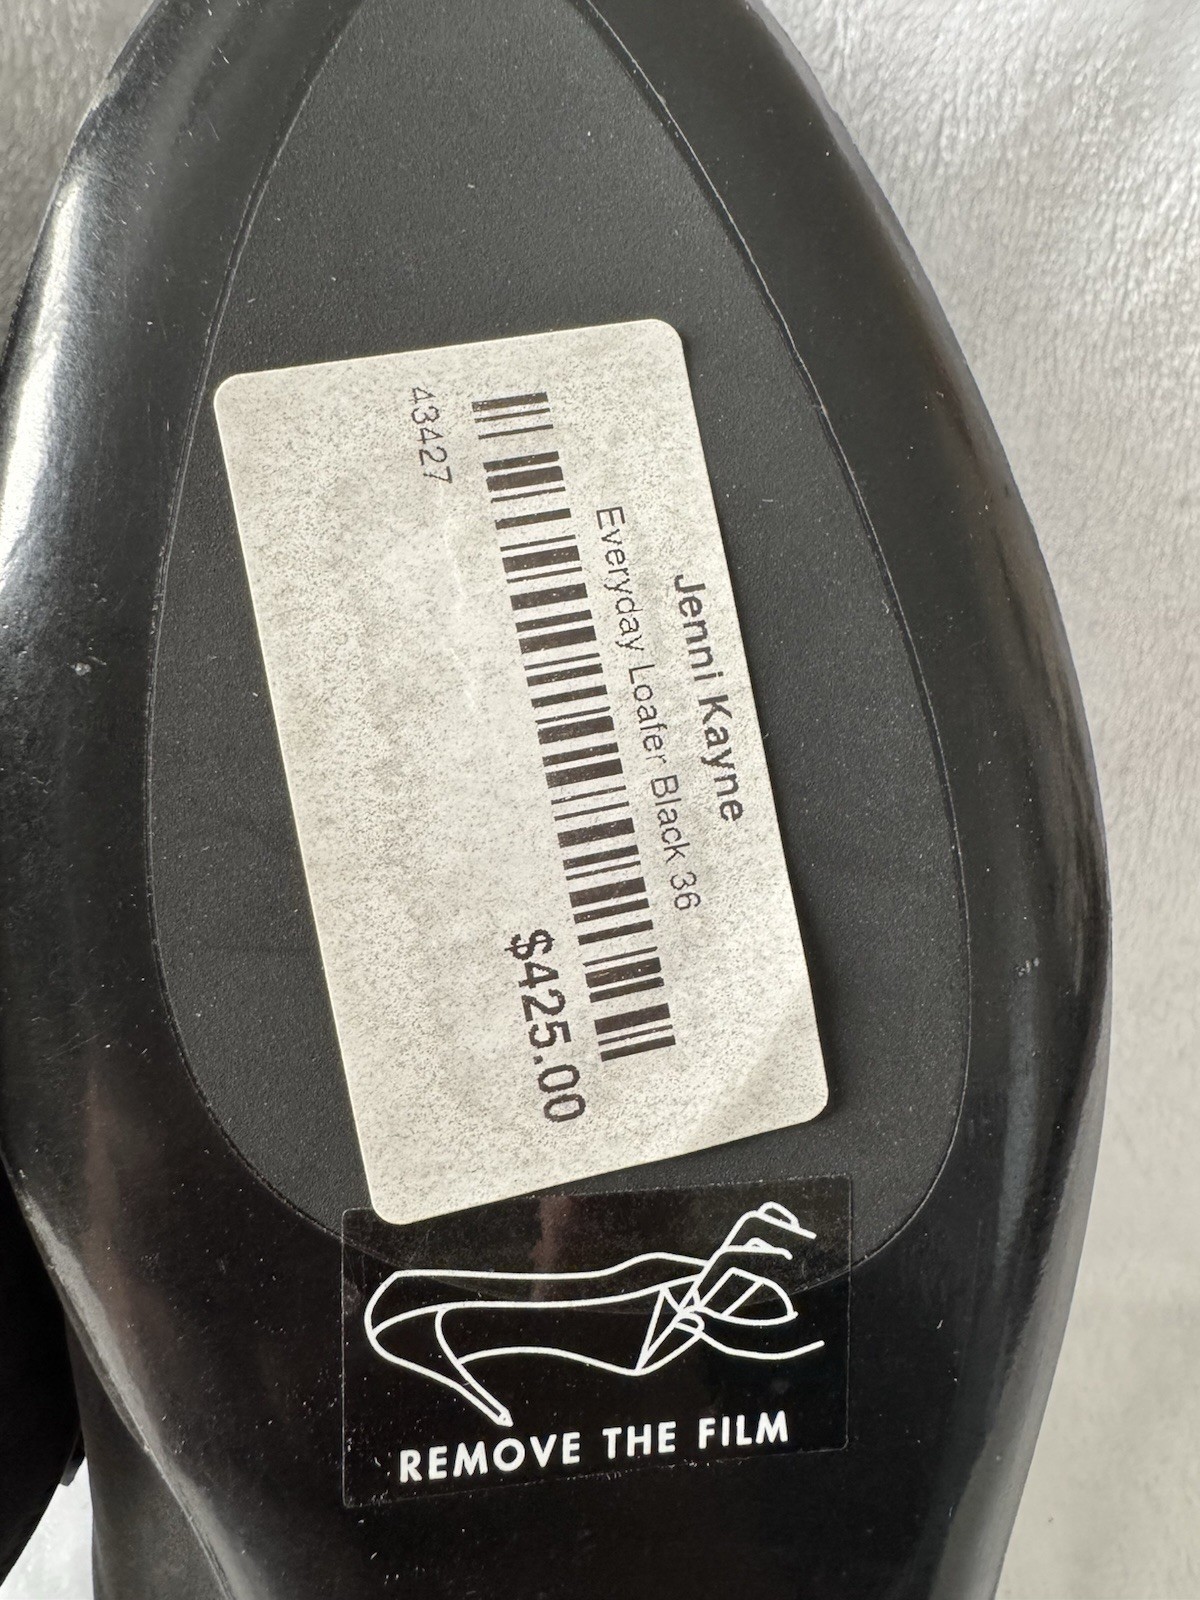 Jenni Kayne
Everyday Loafer Black 36
43427
$425.00
REMOVE THE FILM